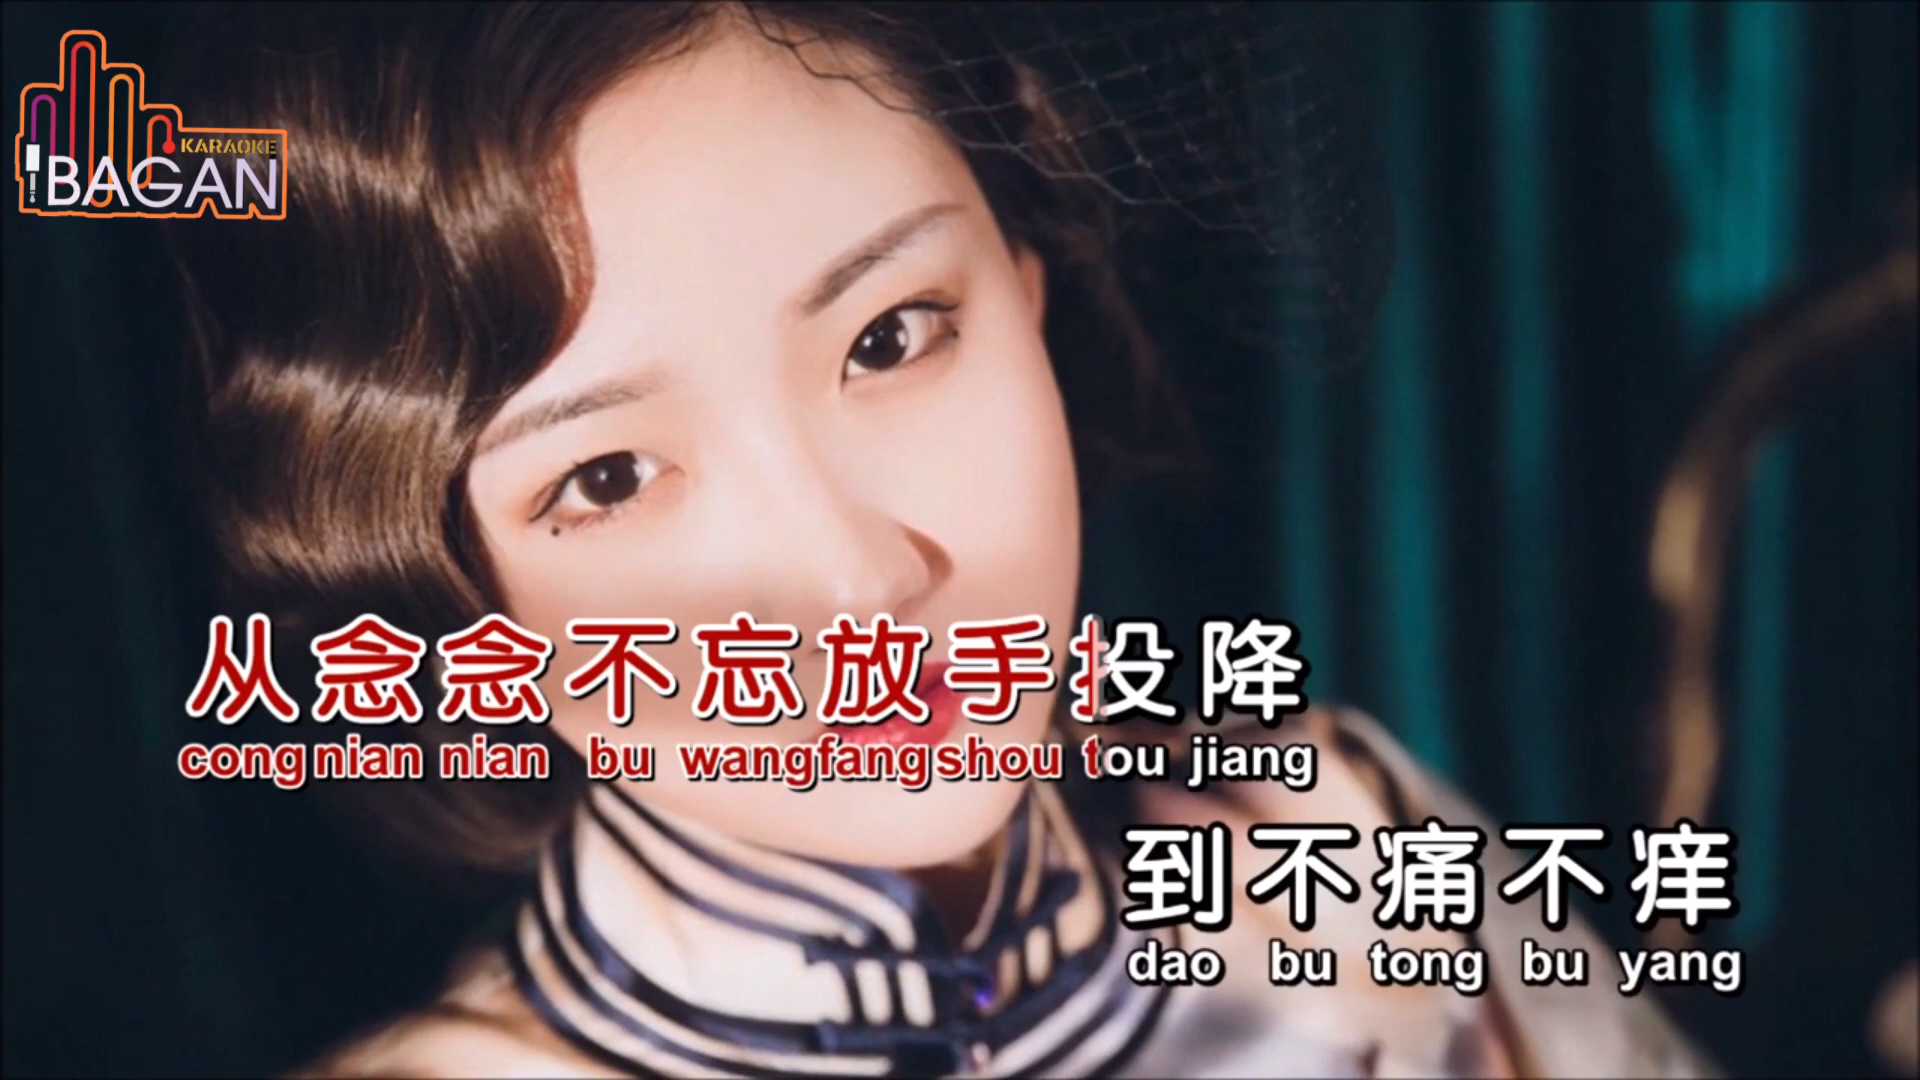 KARAOKE
BAGAN
从念念不忘放手投降
cong nian nian bu wang fang shou tou jiang
到不痛不痒
dao bu tong bu yang